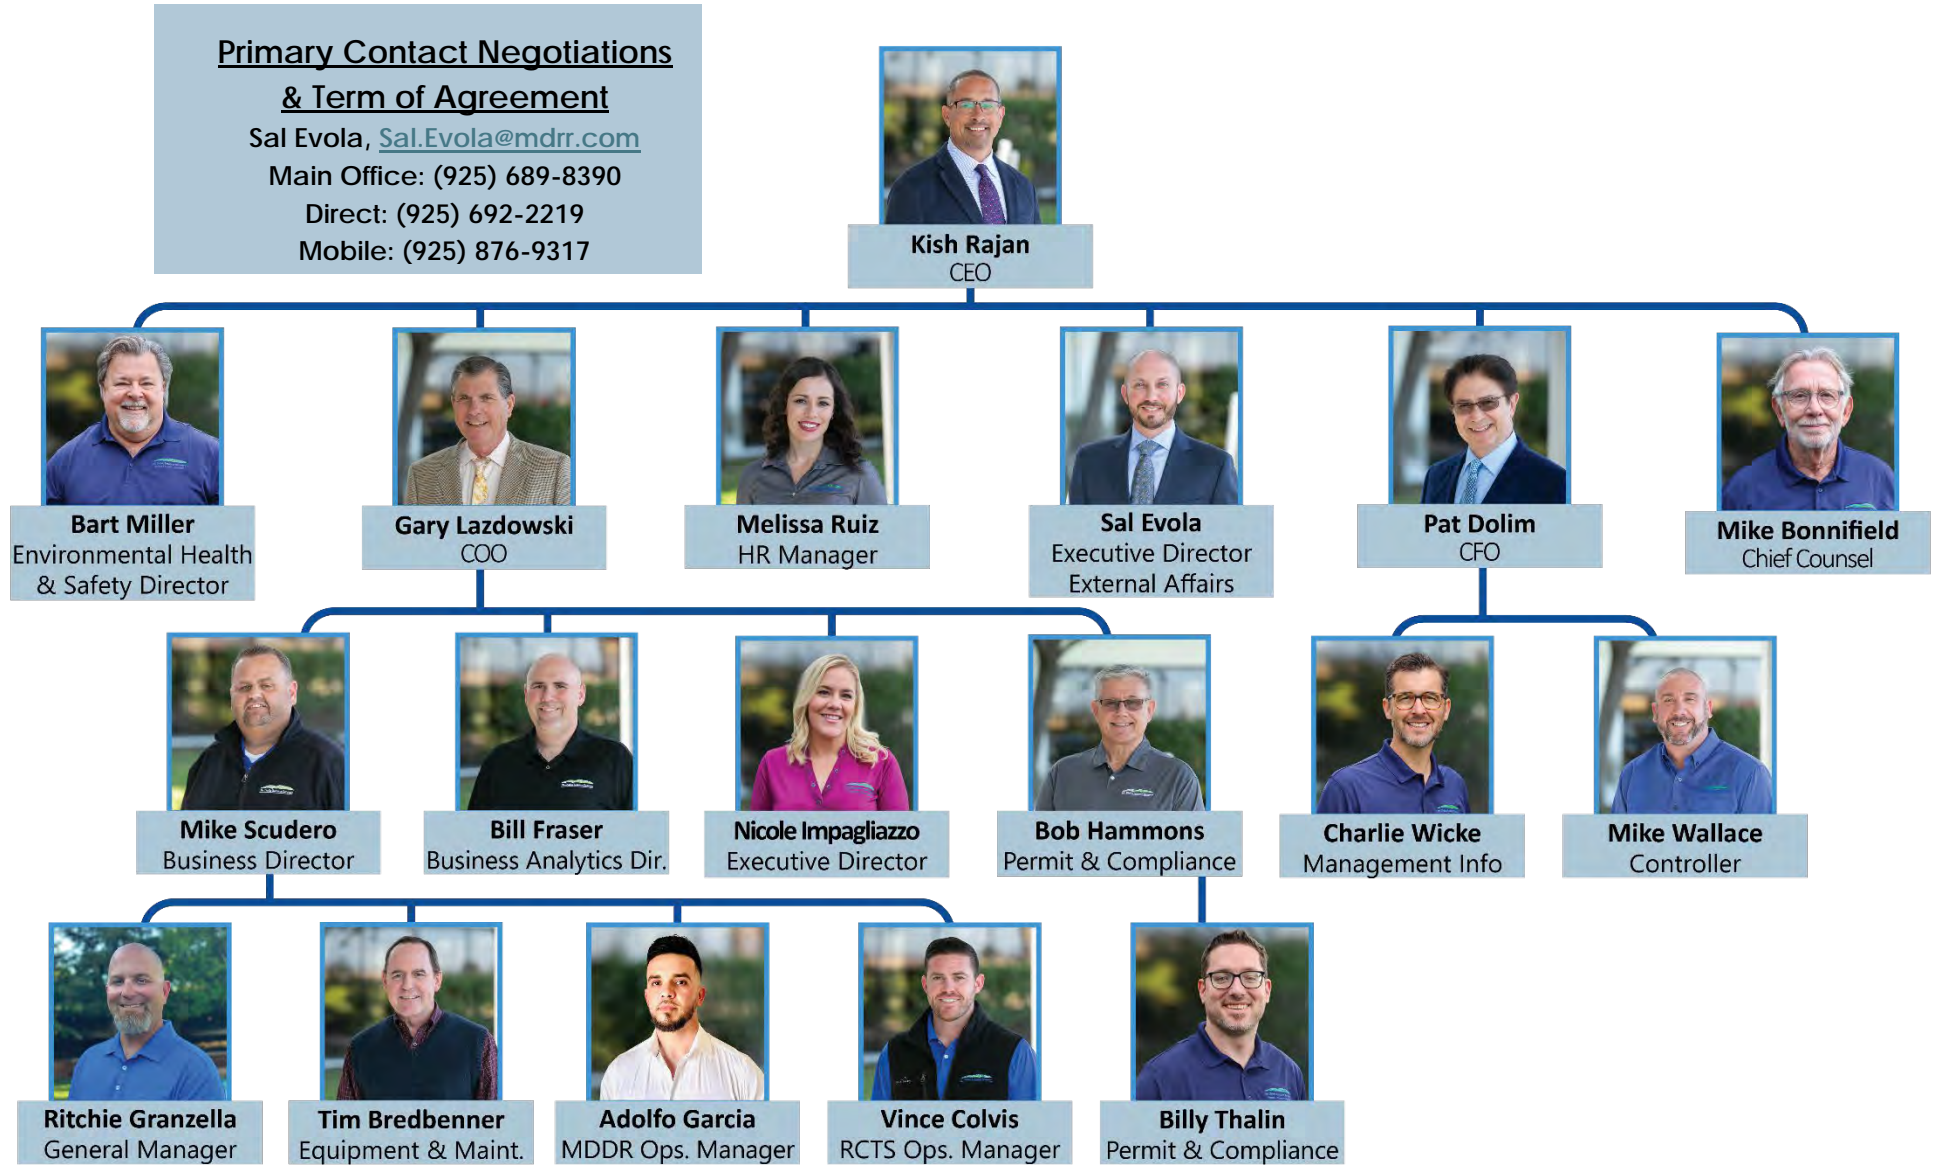 Primary Contact Negotiations
& Term of Agreement
Sal Evola, Sal.Evola@mdrr.com
Main Office: (925) 689-8390
Direct: (925) 692-2219
Mobile: (925) 876-9317
Kish Rajan
CEO
Bart Miller
Environmental Health
& Safety Director
Gary Lazdowski
COO
Melissa Ruiz
HR Manager
Sal Evola
Executive Director
External Affairs
Pat Dolim
CFO
Mike Bonnifield
Chief Counsel
Mike Scudero
Business Director
Bill Fraser
Business Analytics Dir.
Nicole Impagliazzo
Executive Director
Bob Hammons
Permit & Compliance
Charlie Wicke
Management Info
Mike Wallace
Controller
Ritchie Granzella
General Manager
Tim Bredbenner
Equipment & Maint.
Adolfo Garcia
MDDR Ops. Manager
Vince Colvis
RCTS Ops. Manager
Billy Thalin
Permit & Compliance